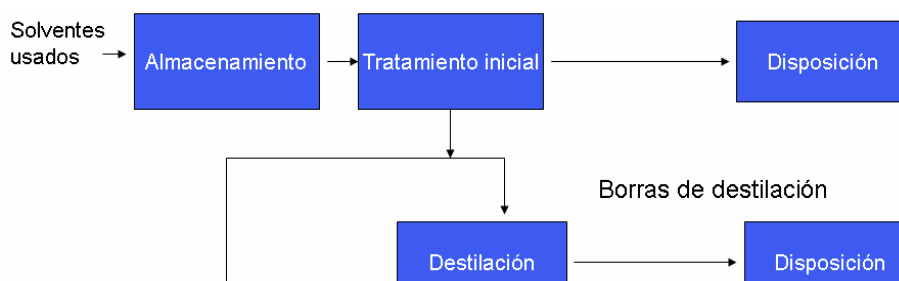 Solventes
usados
Almacenamiento
Tratamiento inicial
Disposición
Borras de destilación
Destilación
Disposición